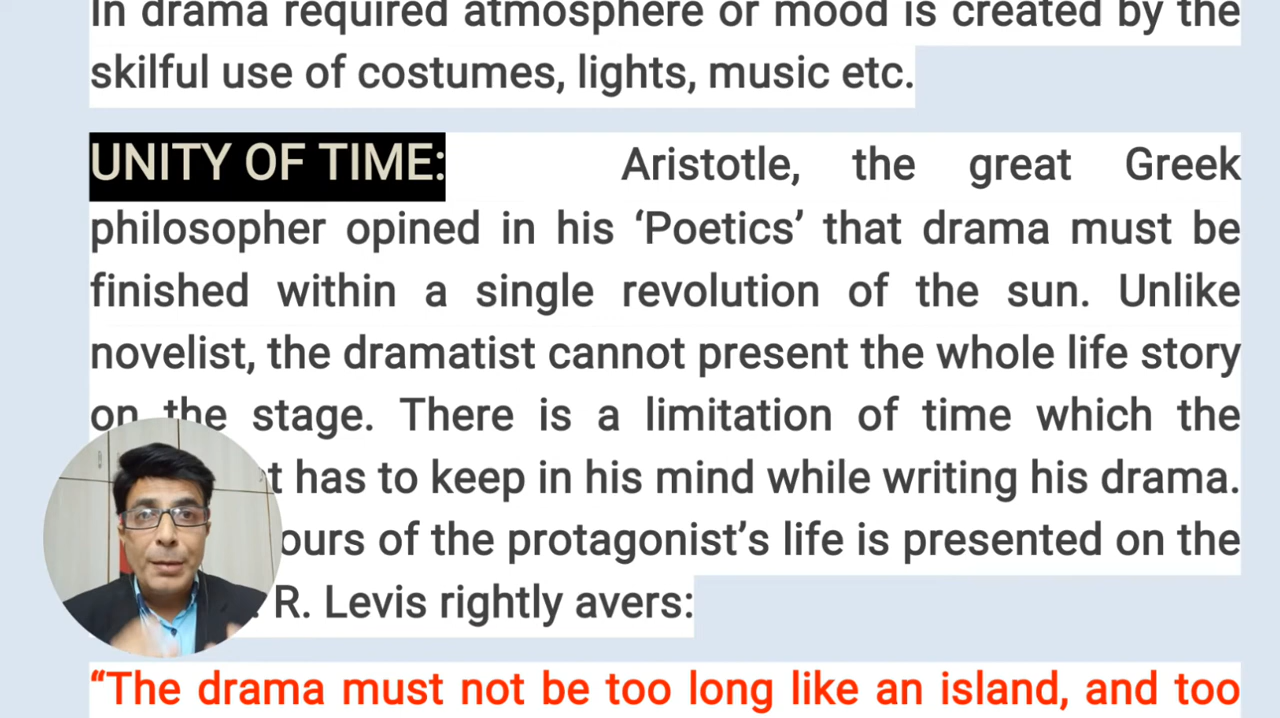 In drama required atmosphere or mood is created by the
skilful use of costumes, lights, music etc.
UNITY OF TIME: Aristotle, the great Greek
philosopher opined in his ‘Poetics’ that drama must be
finished within a single revolution of the sun. Unlike
novelist, the dramatist cannot present the whole life story
on the stage. There is a limitation of time which the
has to keep in his mind while writing his drama.
of the protagonist’s life is presented on the
R. Levis rightly avers:
“The drama must not be too long like an island, and too